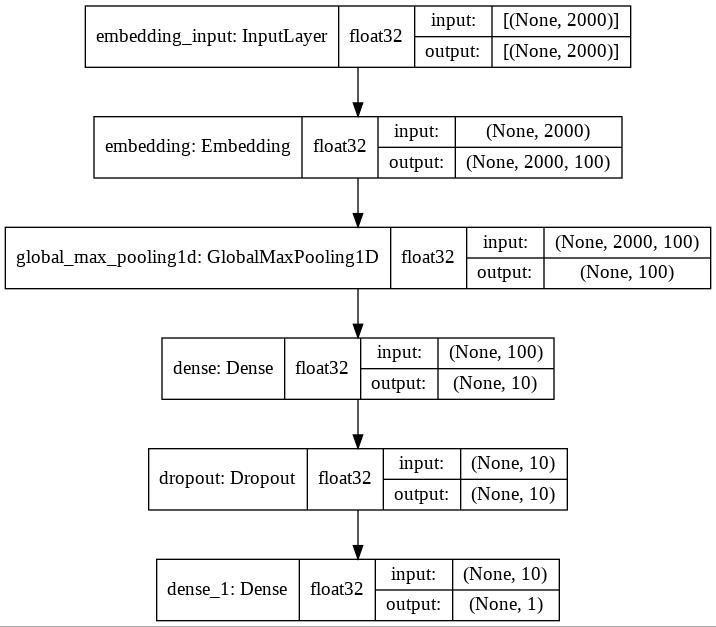 embedding_input: InputLayer float32 input: [(None, 2000)]
output: [(None, 2000)]
embedding: Embedding float32 input: (None, 2000)
output: (None, 2000, 100)
global_max_pooling1d: GlobalMaxPooling1D float32 input: (None, 2000, 100)
output: (None, 100)
dense: Dense float32 input: (None, 100)
output: (None, 10)
dropout: Dropout float32 input: (None, 10)
output: (None, 10)
dense_1: Dense float32 input: (None, 10)
output: (None, 1)